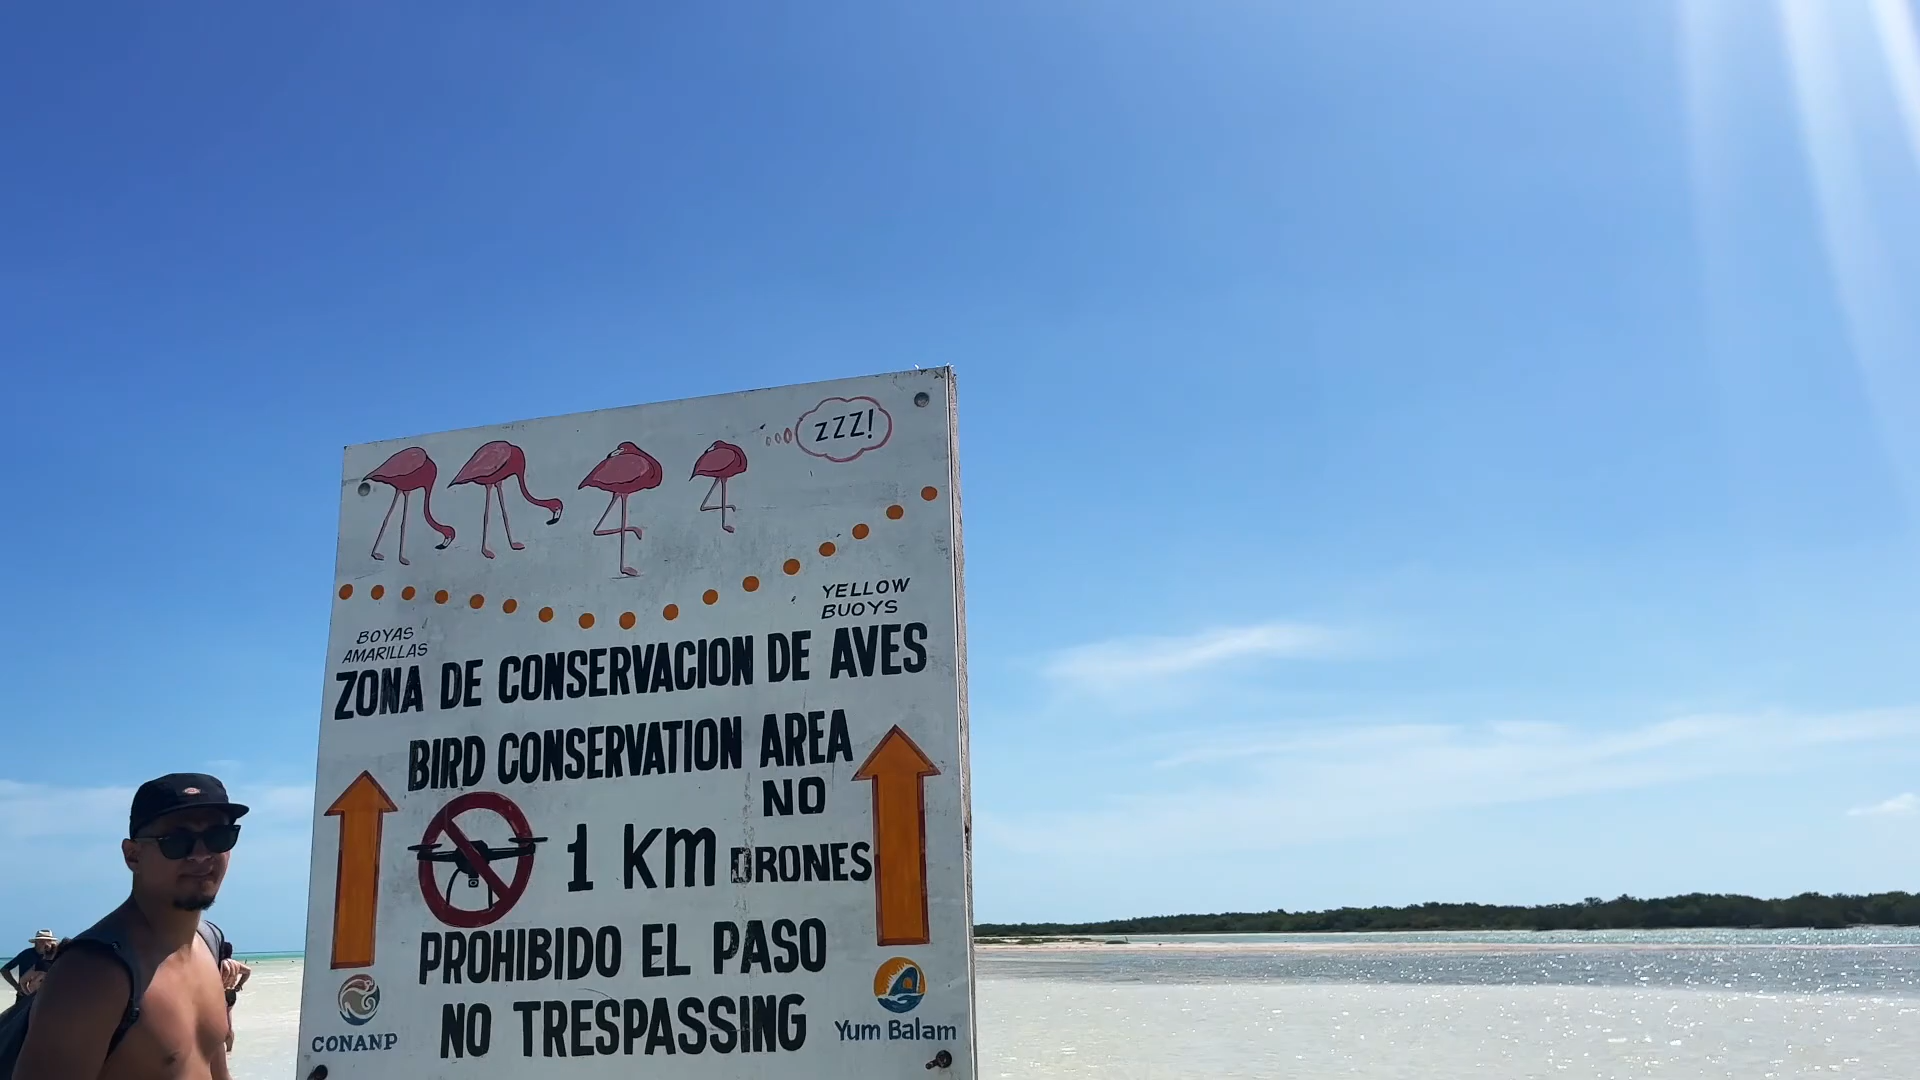 zzz!
YELLOW
BUOYS
BOYAS
AMARILLAS
ZONA DE CONSERVACION DE AVES
BIRD CONSERVATION AREA
NO
1 km DRONES
PROHIBIDO EL PASO
NO TRESPASSING
CONANP
Yum Balam